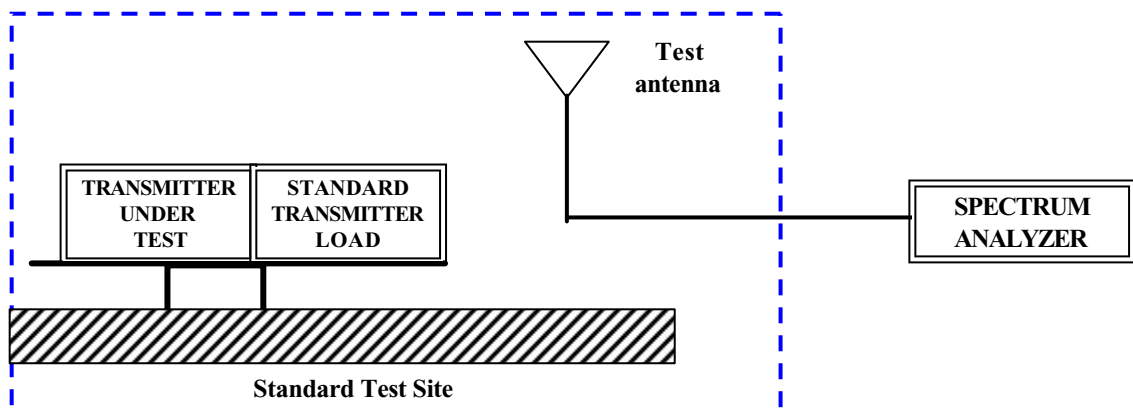 Test
antenna
TRANSMITTER
UNDER
TEST
STANDARD
TRANSMITTER
LOAD
SPECTRUM
ANALYZER
Standard Test Site